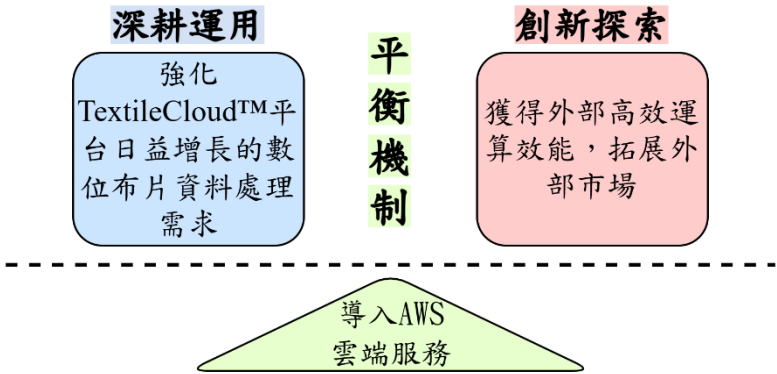 深耕運用
強化
TextileCloud™平
台日益增長的數
位布片資料處理
需求
平
衡
機
制
創新探索
獲得外部高效運
算效能，拓展外
部市場
導入AWS
雲端服務